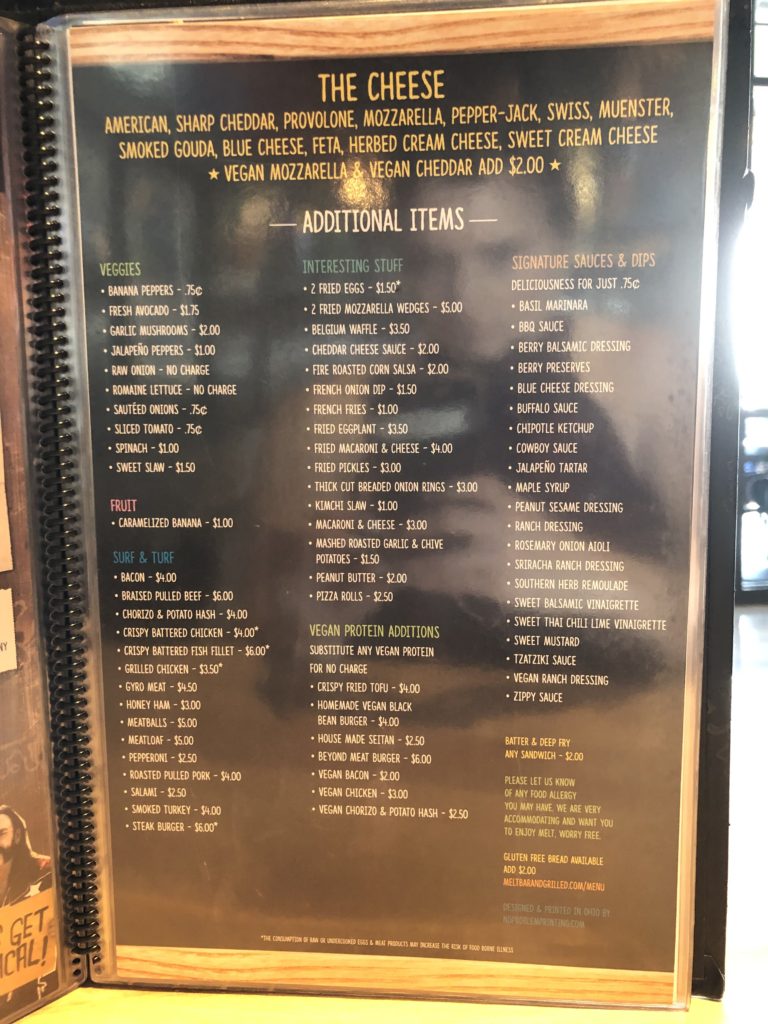 THE CHEESE
AMERICAN, SHARP CHEDDAR, PROVOLONE, MOZZARELLA, PEPPER-JACK, SWISS, MUENSTER,
SMOKED GOUDA, BLUE CHEESE, FETA, HERBED CREAM CHEESE, SWEET CREAM CHEESE
★ VEGAN MOZZARELLA & VEGAN CHEDDAR ADD $2.00 ★
— ADDITIONAL ITEMS —
VEGGIES
• BANANA PEPPERS - .75¢
• FRESH AVOCADO - $1.75
• GARLIC MUSHROOMS - $2.00
• JALAPEÑO PEPPERS - $1.00
• RAW ONION - NO CHARGE
• ROMAINE LETTUCE - NO CHARGE
• SAUTÉED ONIONS - .75¢
• SLICED TOMATO - .75¢
• SPINACH - $1.00
• SWEET SLAW - $1.50
FRUIT
• CARAMELIZED BANANA - $1.00
SURF & TURF
• BACON - $4.00
• BRAISED PULLED BEEF - $6.00
• CHORIZO & POTATO HASH - $4.00
• CRISPY BATTERED CHICKEN - $4.00*
• CRISPY BATTERED FISH FILLET - $6.00*
• GRILLED CHICKEN - $3.50*
• GYRO MEAT - $4.50
• HONEY HAM - $3.00
• MEATBALLS - $5.00
• MEATLOAF - $5.00
• PEPPERONI - $2.50
• ROASTED PULLED PORK - $4.00
• SALAMI - $2.50
• SMOKED TURKEY - $4.00
• STEAK BURGER - $6.00*
INTERESTING STUFF
• 2 FRIED EGGS - $1.50*
• 2 FRIED MOZZARELLA WEDGES - $5.00
• BELGIUM WAFFLE - $3.50
• CHEDDAR CHEESE SAUCE - $2.00
• FIRE ROASTED CORN SALSA - $2.00
• FRENCH ONION DIP - $1.50
• FRENCH FRIES - $1.00
• FRIED EGGPLANT - $3.50
• FRIED MACARONI & CHEESE - $4.00
• FRIED PICKLES - $3.00
• THICK CUT BREADED ONION RINGS - $3.00
• KIMCHI SLAW - $1.00
• MACARONI & CHEESE - $3.00
• MASHED ROASTED GARLIC & CHIVE
POTATOES - $1.50
• PEANUT BUTTER - $2.00
• PIZZA ROLLS - $2.50
VEGAN PROTEIN ADDITIONS
SUBSTITUTE ANY VEGAN PROTEIN
FOR NO CHARGE
• CRISPY FRIED TOFU - $4.00
• HOMEMADE VEGAN BLACK
BEAN BURGER - $4.00
• HOUSE MADE SEITAN - $2.50
• BEYOND MEAT BURGER - $6.00
• VEGAN BACON - $2.00
• VEGAN CHICKEN - $3.00
• VEGAN CHORIZO & POTATO HASH - $2.50
SIGNATURE SAUCES & DIPS
DELICIOUSNESS FOR JUST .75¢
• BASIL MARINARA
• BBQ SAUCE
• BERRY BALSAMIC DRESSING
• BERRY PRESERVES
• BLUE CHEESE DRESSING
• BUFFALO SAUCE
• CHIPOTLE KETCHUP
• COWBOY SAUCE
• JALAPEÑO TARTAR
• MAPLE SYRUP
• PEANUT SESAME DRESSING
• RANCH DRESSING
• ROSEMARY ONION AIOLI
• SRIRACHA RANCH DRESSING
• SOUTHERN HERB REMOULADE
• SWEET BALSAMIC VINAIGRETTE
• SWEET THAI CHILI LIME VINAIGRETTE
• SWEET MUSTARD
• TZATZIKI SAUCE
• VEGAN RANCH DRESSING
• ZIPPY SAUCE
BATTER & DEEP FRY
ANY SANDWICH - $2.00
PLEASE LET US KNOW
OF ANY FOOD ALLERGY
YOU MAY HAVE. WE ARE VERY
ACCOMMODATING AND WANT YOU
TO ENJOY MELT, WORRY FREE.
GLUTEN FREE BREAD AVAILABLE
ADD $2.00
MELTBARANDGRILLED.COM/MENU
DESIGNED & PRINTED IN OHIO BY
NOPROBLEMPRINTING.COM
*THE CONSUMPTION OF RAW OR UNDERCOOKED EGGS & MEAT PRODUCTS MAY INCREASE THE RISK OF FOOD BORNE ILLNESS
GET